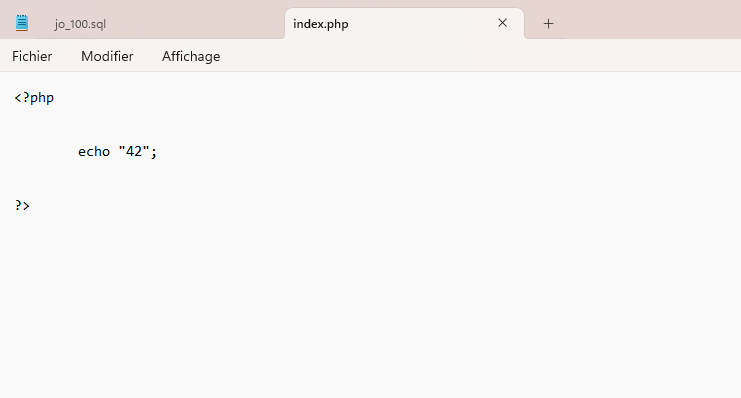 jo_100.sql index.php
Fichier Modifier Affichage
<?php
echo "42";
?>